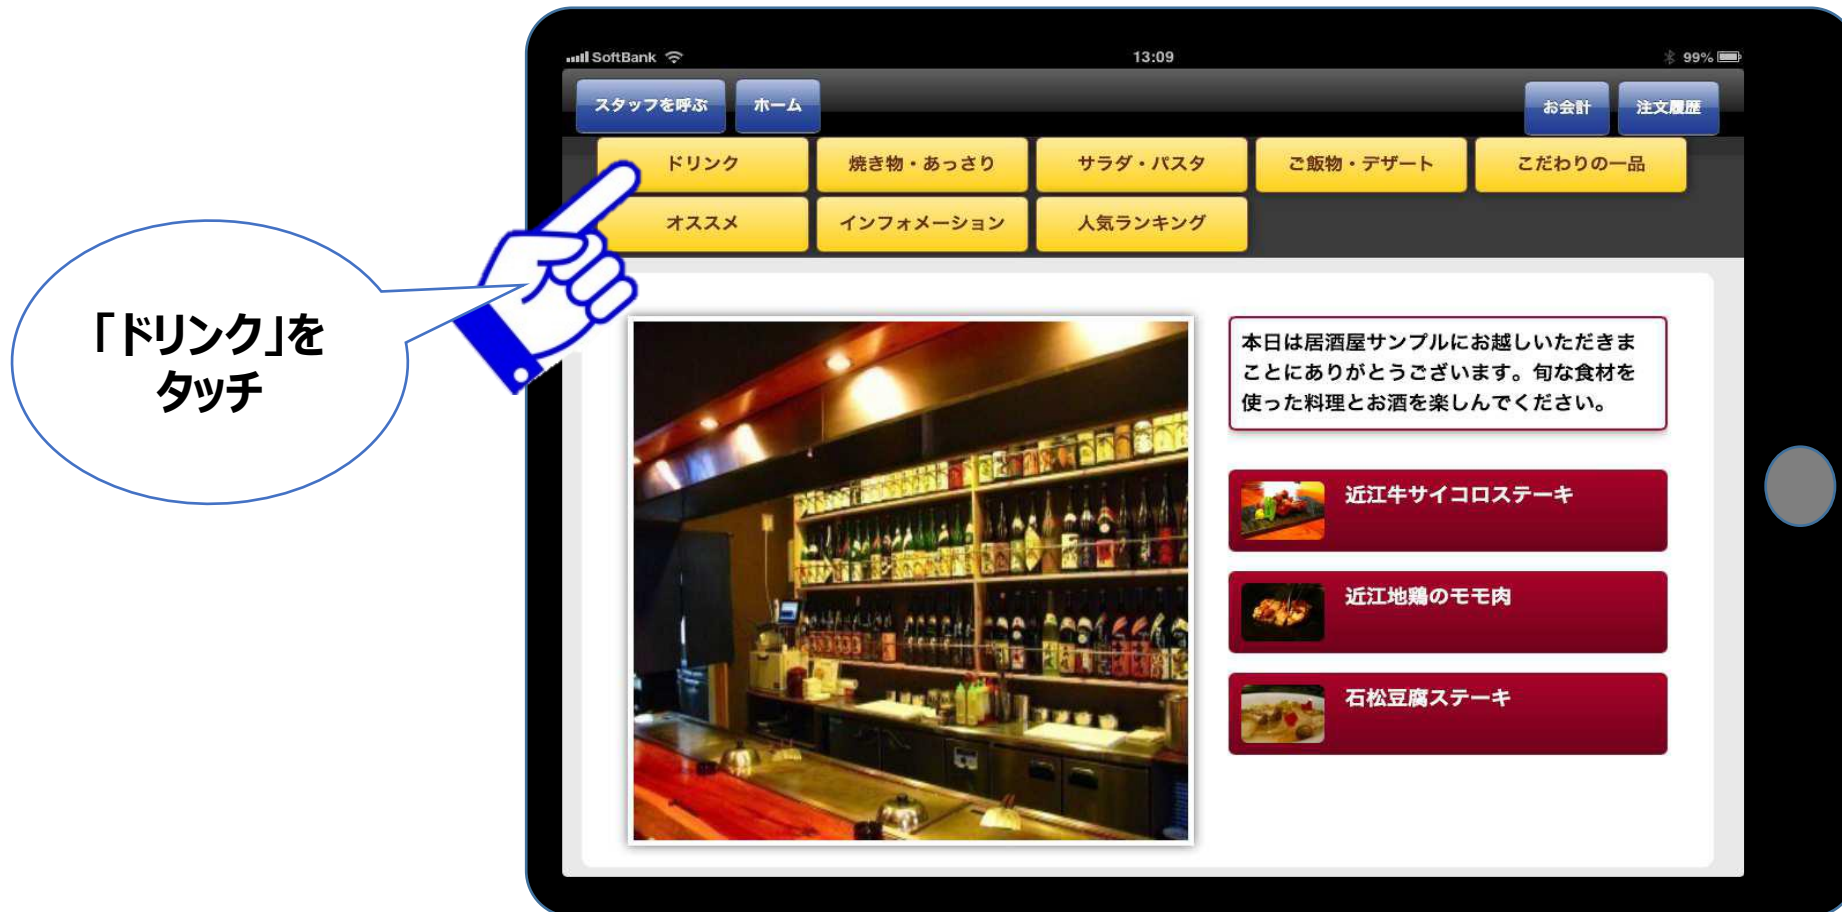 SoftBank 13:09 99%
スタッフを呼ぶ ホーム お会計 注文履歴
ドリンク 焼き物・あっさり サラダ・パスタ ご飯物・デザート こだわりの一品
オススメ インフォメーション 人気ランキング
「ドリンク」を
タッチ
本日は居酒屋サンプルにお越しいただきま
ことにありがとうございます。旬な食材を
使った料理とお酒を楽しんでください。
近江牛サイコロステーキ
近江地鶏のモモ肉
石松豆腐ステーキ